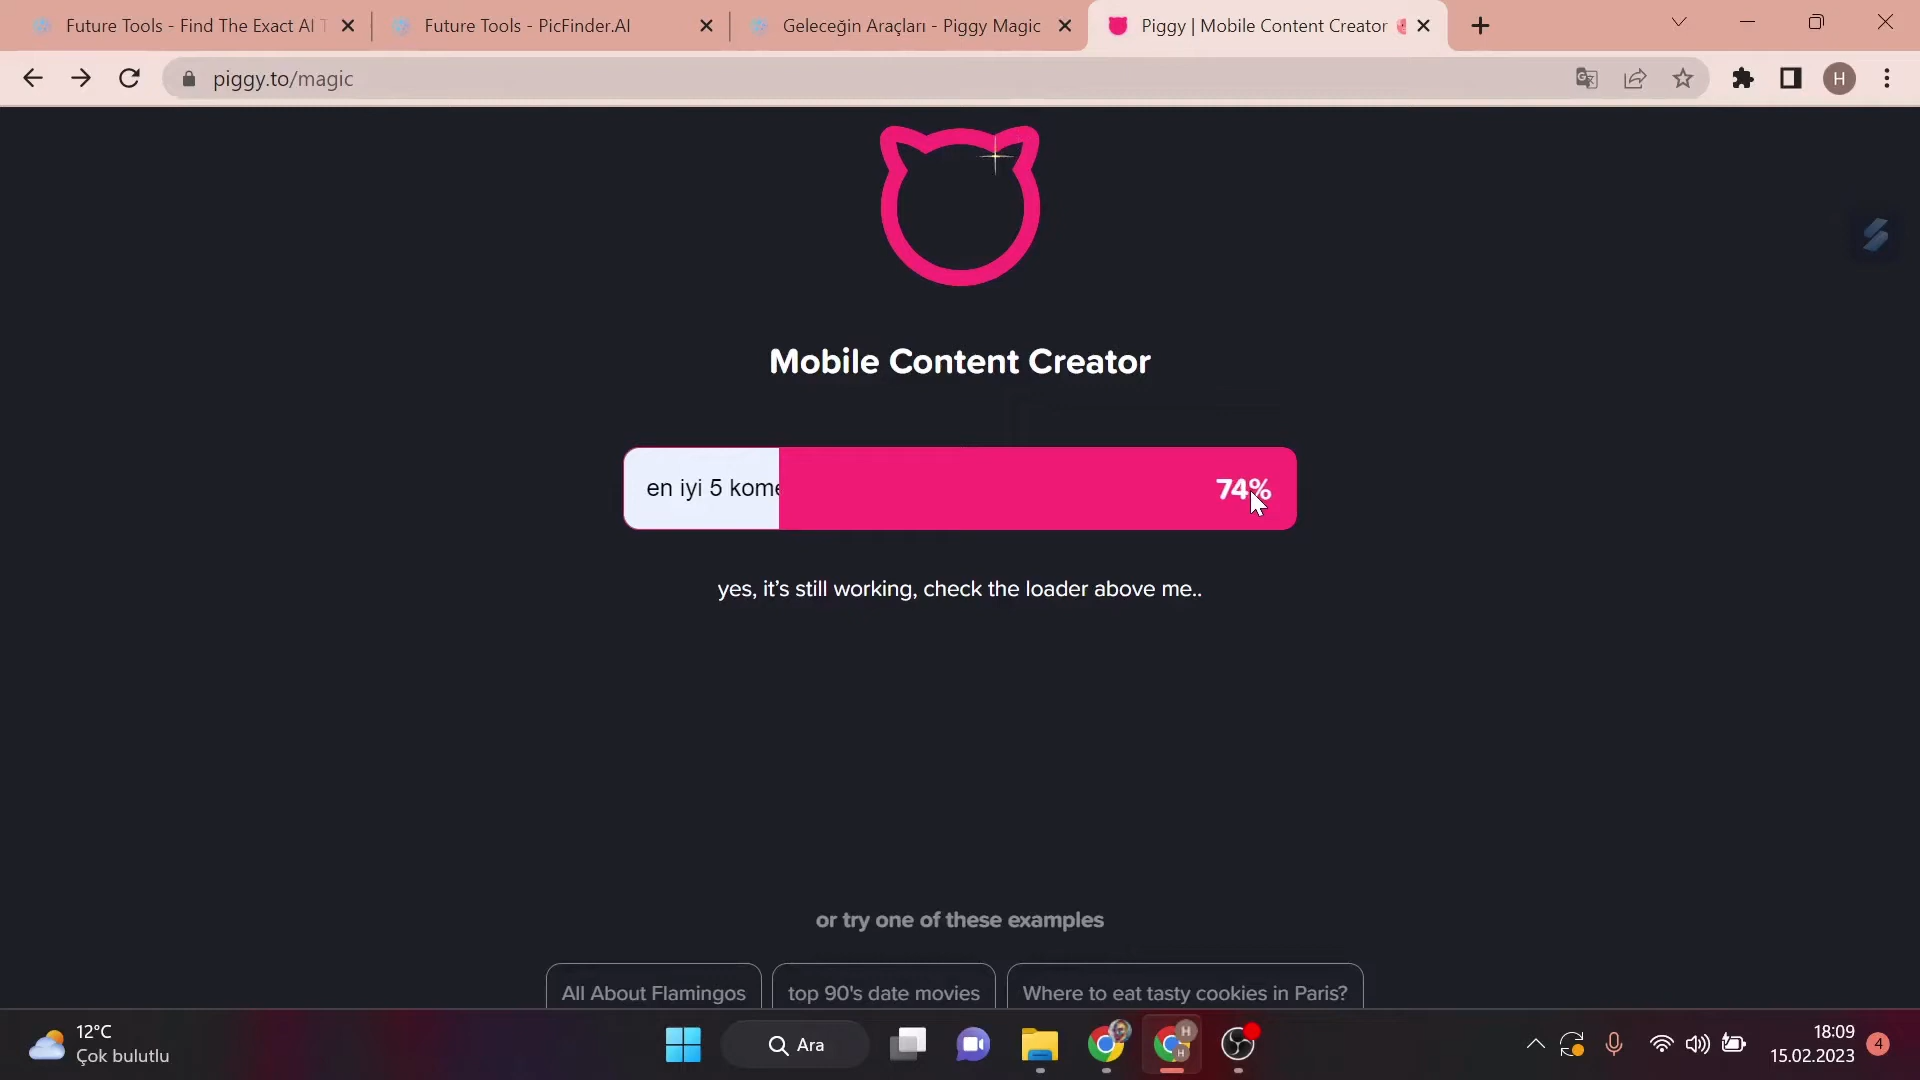 Future Tools - Find The Exact AI
Future Tools - PicFinder.AI
Geleceğin Araçları - Piggy Magic
Piggy | Mobile Content Creator
piggy.to/magic
H
Mobile Content Creator
en iyi 5 kome
74%
yes, it's still working, check the loader above me..
or try one of these examples
All About Flamingos
top 90's date movies
Where to eat tasty cookies in Paris?
12°C
Çok bulutlu
Ara
H
H
18:09
15.02.2023
4